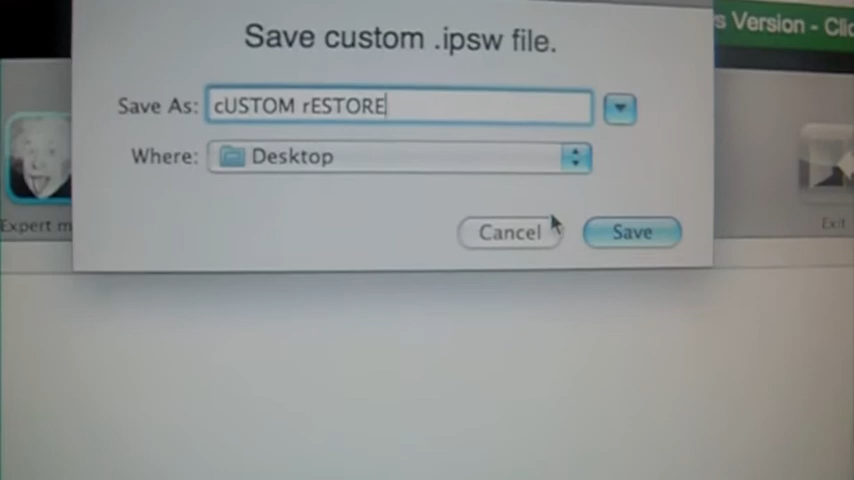 s Version - Clic
Save custom .ipsw file.
Save As: cUSTOM rESTORE
Where: Desktop
Cancel Save
Expert m
Exit